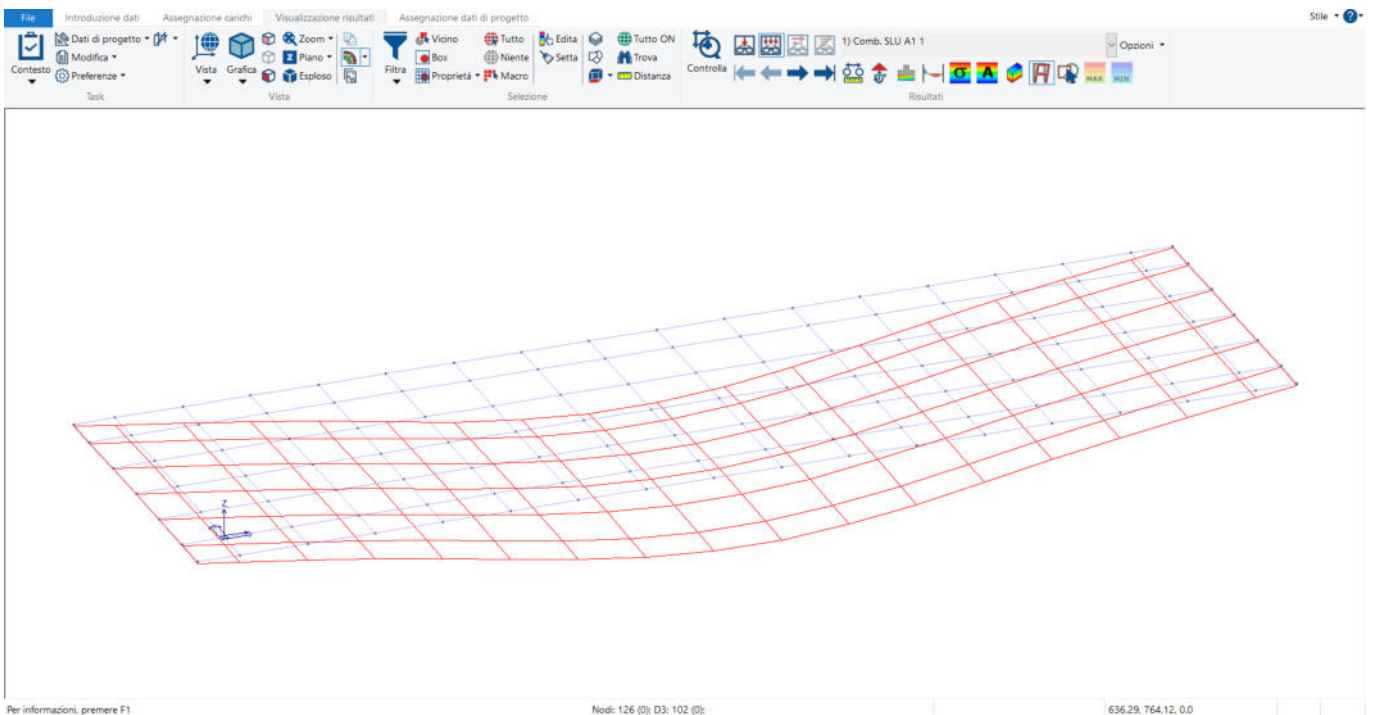 File Introduzione dati Assegnazione carichi Visualizzazione risultati Assegnazione dati di progetto Stile
Dati di progetto Zoom Vicino Tutto Edita Tutto ON 1) Comb. SLU A1 1 Opzioni
Modifica Piano Box Niente Setta Trova
Contesto Preferenze Vista Grafica Esploso Filtra Proprietà Macro Distanza Controlla σ A MAX MIN
Task Vista Selezione Risultati
Z
Per informazioni, premere F1 Nodi: 126 (0); D3: 102 (0); 636.29, 764.12, 0.0